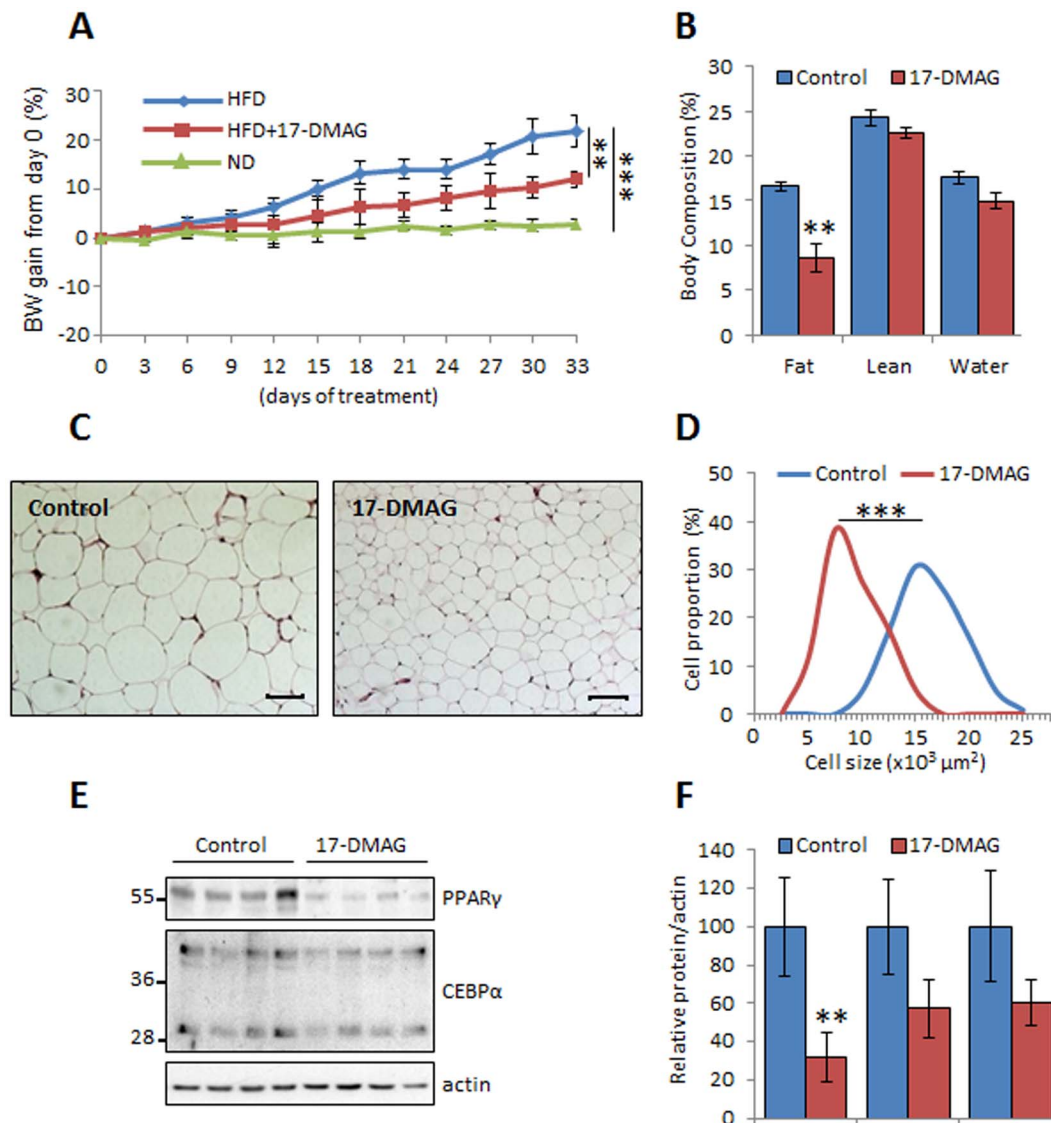 A
HFD
HFD+17-DMAG
ND
BW gain from day 0 (%)
30
20
10
0
-10
-20
0 3 6 9 12 15 18 21 24 27 30 33
(days of treatment)
**
***
B
Control 17-DMAG
Body Composition (%)
30
25
20
15
10
5
0
**
Fat Lean Water
C
Control
17-DMAG
D
Control 17-DMAG
Cell proportion (%)
50
40
30
20
10
0
***
0 5 10 15 20 25
Cell size (x10³ µm²)
E
Control 17-DMAG
55
PPARγ
36
28
CEBPα
actin
F
Control 17-DMAG
Relative protein/actin
140
120
100
80
60
40
20
0
**